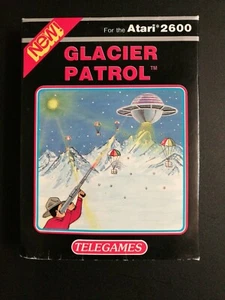 NEW!
For the Atari® 2600
GLACIER
PATROL™
TELEGAMES